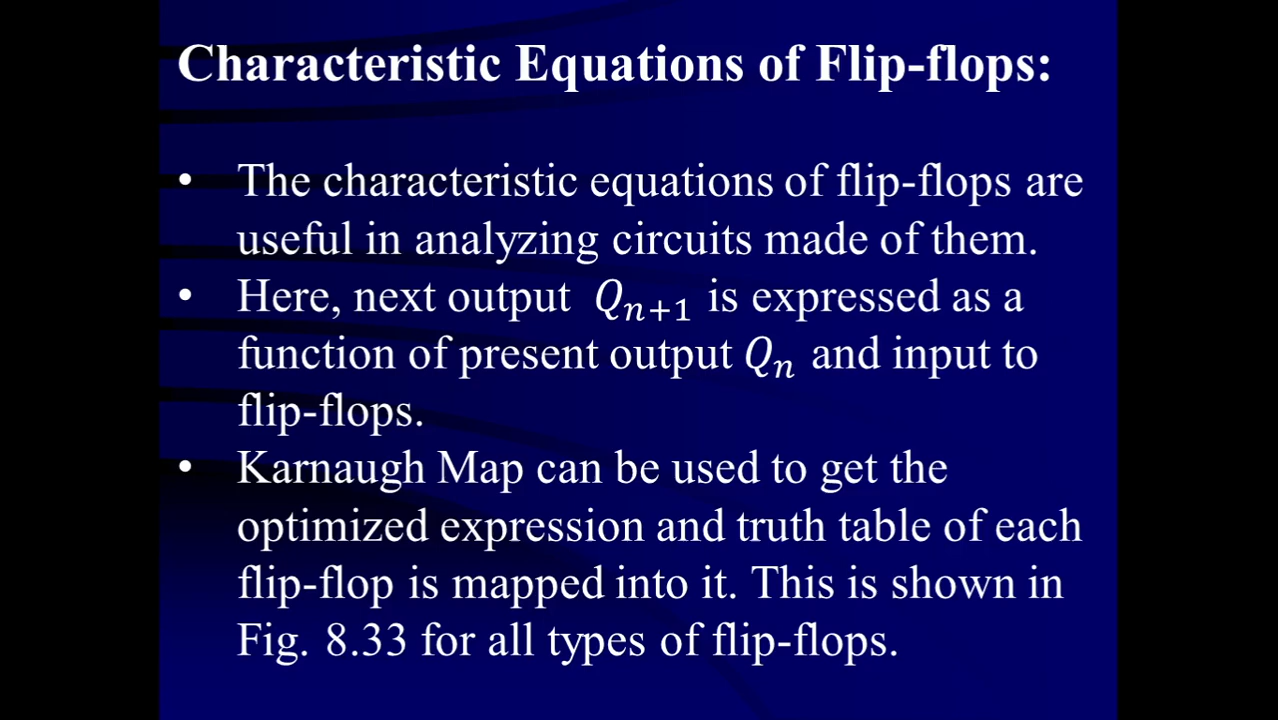 Characteristic Equations of Flip-flops:
• The characteristic equations of flip-flops are
useful in analyzing circuits made of them.
• Here, next output Qₙ₊₁ is expressed as a
function of present output Qₙ and input to
flip-flops.
• Karnaugh Map can be used to get the
optimized expression and truth table of each
flip-flop is mapped into it. This is shown in
Fig. 8.33 for all types of flip-flops.